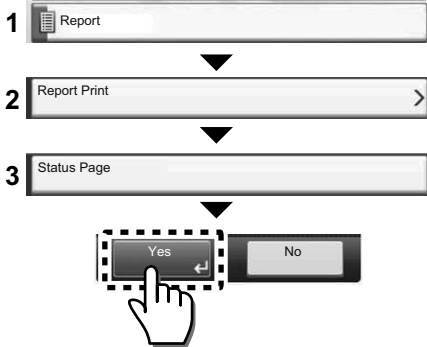 1 Report
2 Report Print
3 Status Page
Yes No